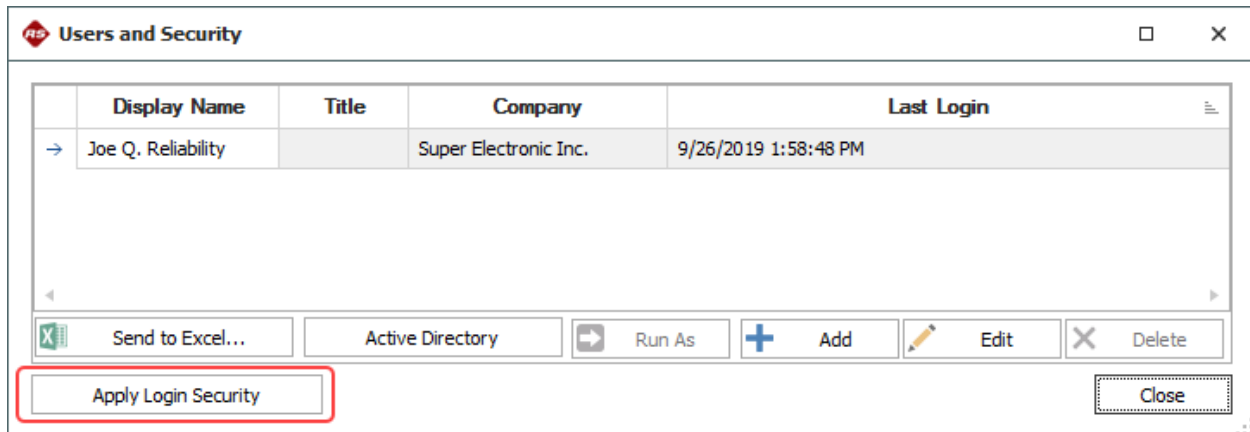 RS Users and Security
Display Name Title Company Last Login
Joe Q. Reliability Super Electronic Inc. 9/26/2019 1:58:48 PM
Send to Excel... Active Directory Run As Add Edit Delete
Apply Login Security Close